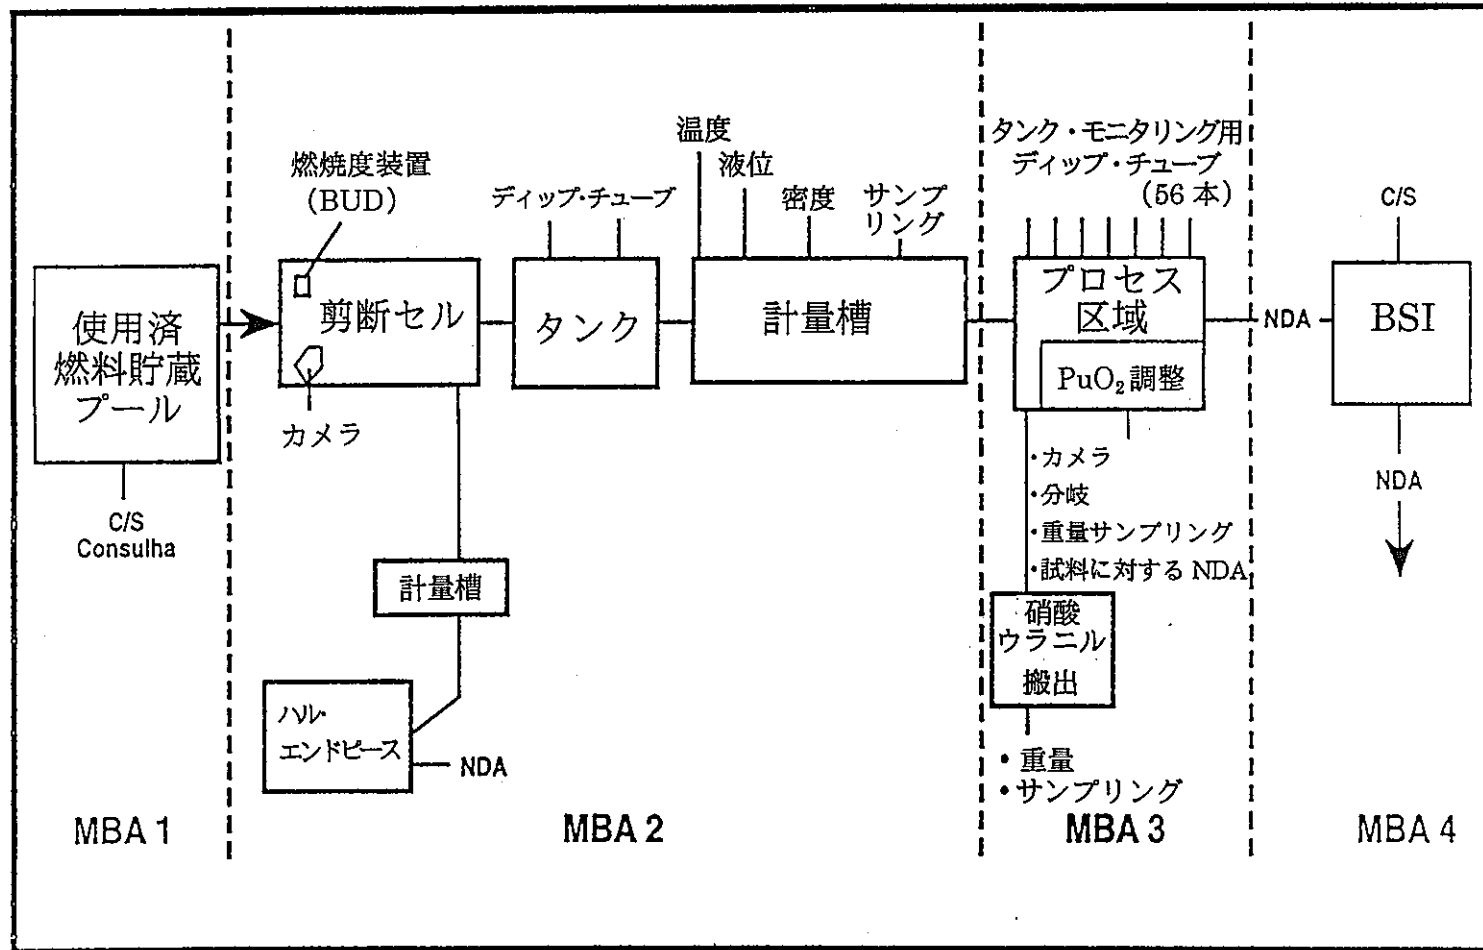 使用済
燃料貯蔵
プール
C/S
Consulha
MBA 1
燃焼度装置
(BUD)
剪断セル
カメラ
計量槽
ハル・
エンドピース
NDA
ディップ・チューブ
タンク
温度
液位
密度
サンプ
リング
計量槽
MBA 2
タンク・モニタリング用
ディップ・チューブ
(56 本)
プロセス
区域
PuO₂調整
・カメラ
・分岐
・重量サンプリング
・試料に対する NDA
硝酸
ウラニル
搬出
・重量
・サンプリング
MBA 3
NDA
C/S
BSI
NDA
MBA 4